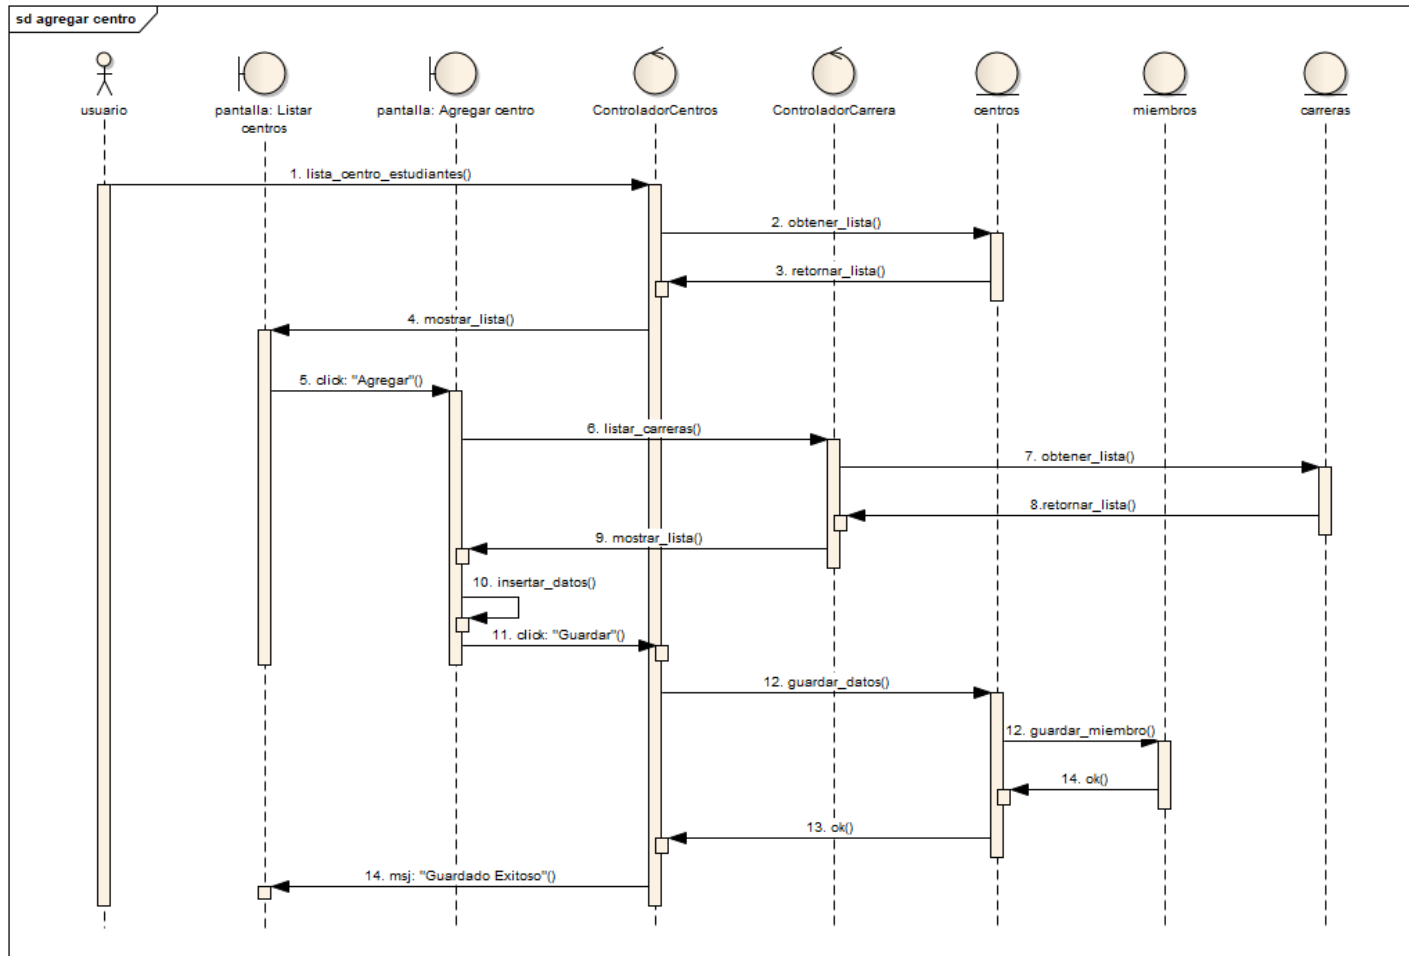 sd agregar centro
usuario
pantalla: Listar
centros
pantalla: Agregar centro
ControladorCentros
ControladorCarrera
centros
miembros
carreras
1. lista_centro_estudiantes()
2. obtener_lista()
3. retornar_lista()
4. mostrar_lista()
5. click: "Agregar"()
6. listar_carreras()
7. obtener_lista()
8.retornar_lista()
9. mostrar_lista()
10. insertar_datos()
11. click: "Guardar"()
12. guardar_datos()
12. guardar_miembro()
14. ok()
13. ok()
14. msj: "Guardado Exitoso"()